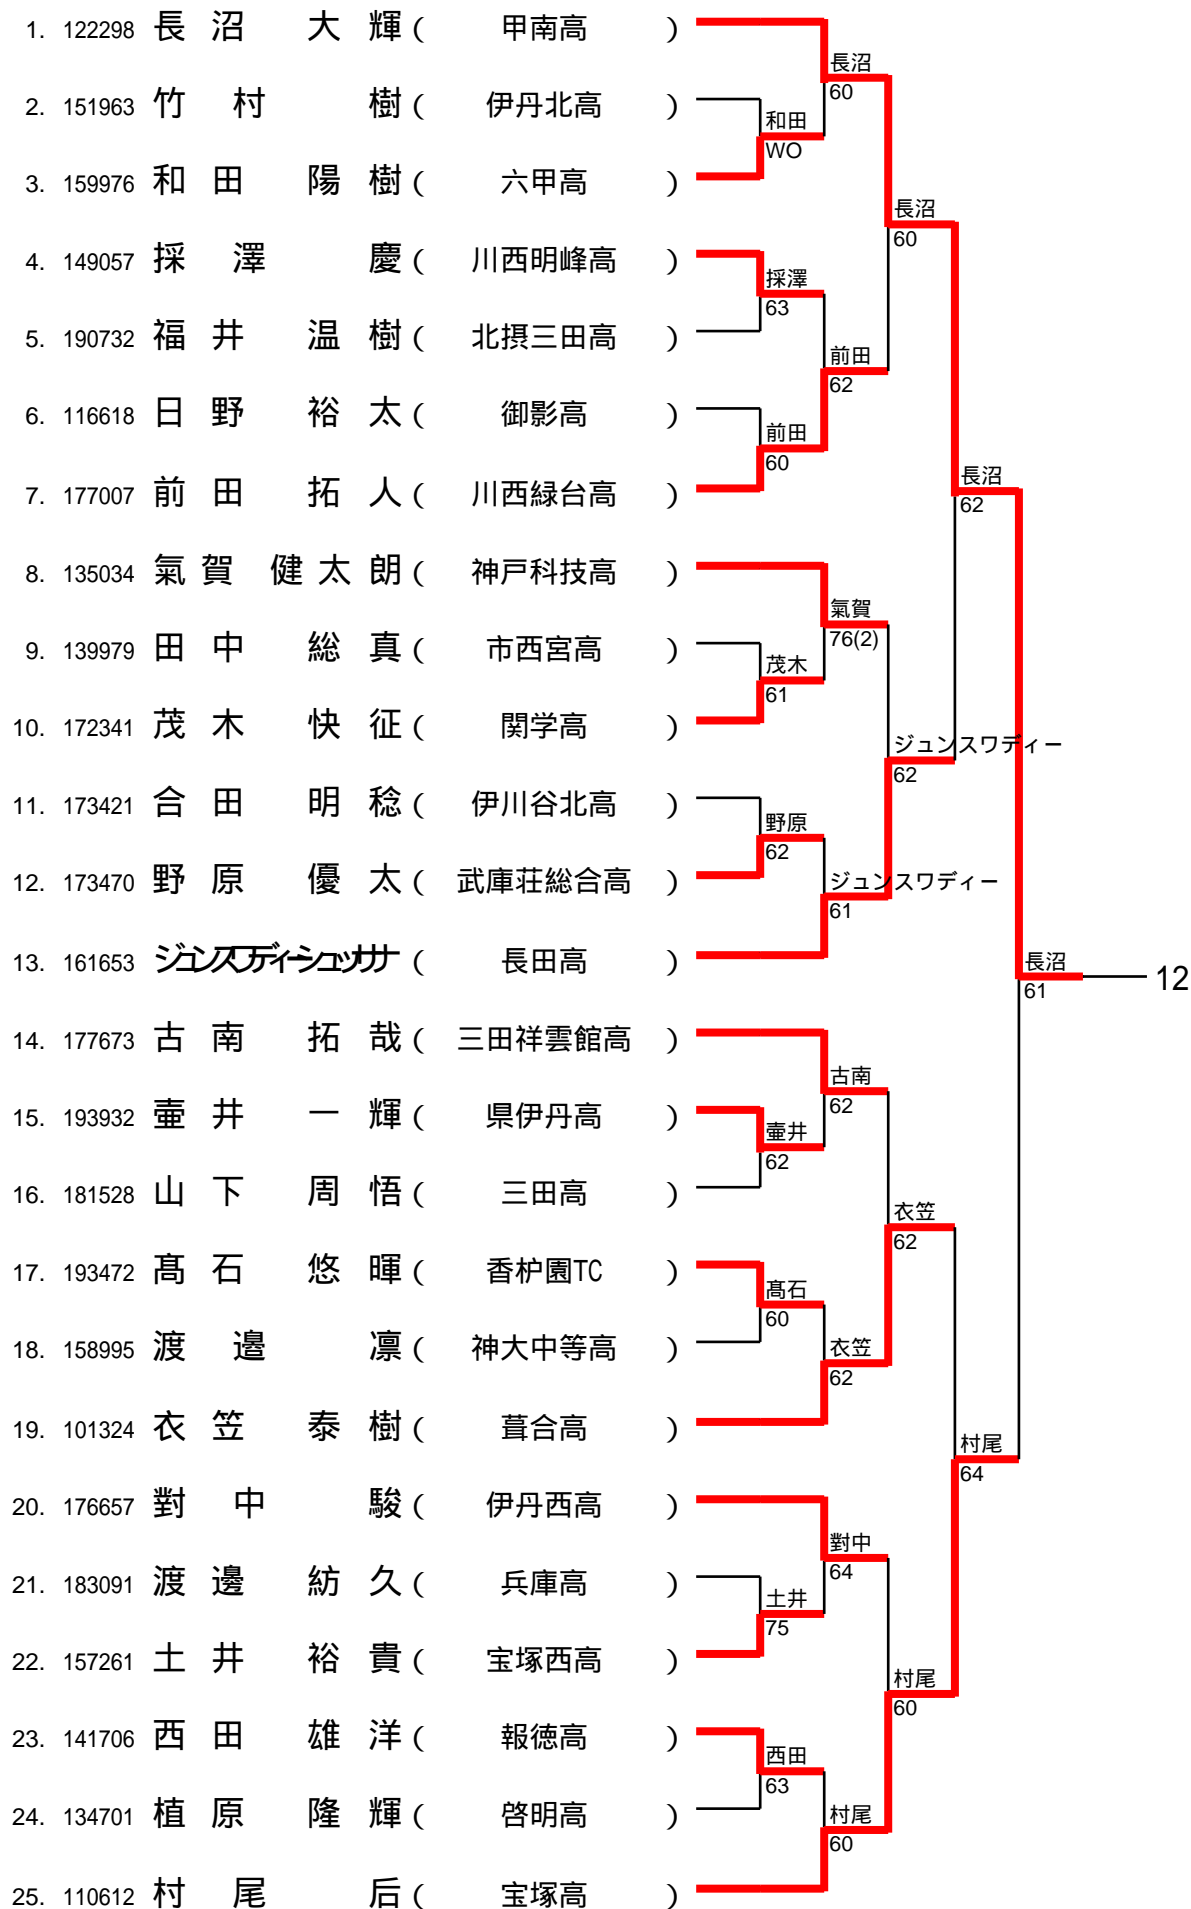 1. 122298 長沼 大輝 ( 甲南高 )
長沼
60
2. 151963 竹村 樹 ( 伊丹北高 )
和田
WO
3. 159976 和田 陽樹 ( 六甲高 )
長沼
60
4. 149057 採澤 慶 ( 川西明峰高 )
採澤
63
5. 190732 福井 温樹 ( 北摂三田高 )
前田
62
6. 116618 日野 裕太 ( 御影高 )
前田
60
7. 177007 前田 拓人 ( 川西緑台高 )
長沼
62
8. 135034 氣賀 健太朗 ( 神戸科技高 )
氣賀
76(2)
9. 139979 田中 総真 ( 市西宮高 )
茂木
61
10. 172341 茂木 快征 ( 関学高 )
ジュンスワディー
62
11. 173421 合田 明稔 ( 伊川谷北高 )
野原
62
12. 173470 野原 優太 ( 武庫荘総合高 )
ジュンスワディー
61
13. 161653 ジュンスワディーシュッサナ ( 長田高 )
長沼
61
12
14. 177673 古南 拓哉 ( 三田祥雲館高 )
古南
62
15. 193932 壷井 一輝 ( 県伊丹高 )
壷井
62
16. 181528 山下 周悟 ( 三田高 )
衣笠
62
17. 193472 髙石 悠暉 ( 香枦園TC )
髙石
60
18. 158995 渡邉 凛 ( 神大中等高 )
衣笠
62
19. 101324 衣笠 泰樹 ( 葺合高 )
村尾
64
20. 176657 對中 駿 ( 伊丹西高 )
對中
64
21. 183091 渡邊 紡久 ( 兵庫高 )
土井
75
22. 157261 土井 裕貴 ( 宝塚西高 )
村尾
60
23. 141706 西田 雄洋 ( 報徳高 )
西田
63
24. 134701 植原 隆輝 ( 啓明高 )
村尾
60
25. 110612 村尾 后 ( 宝塚高 )